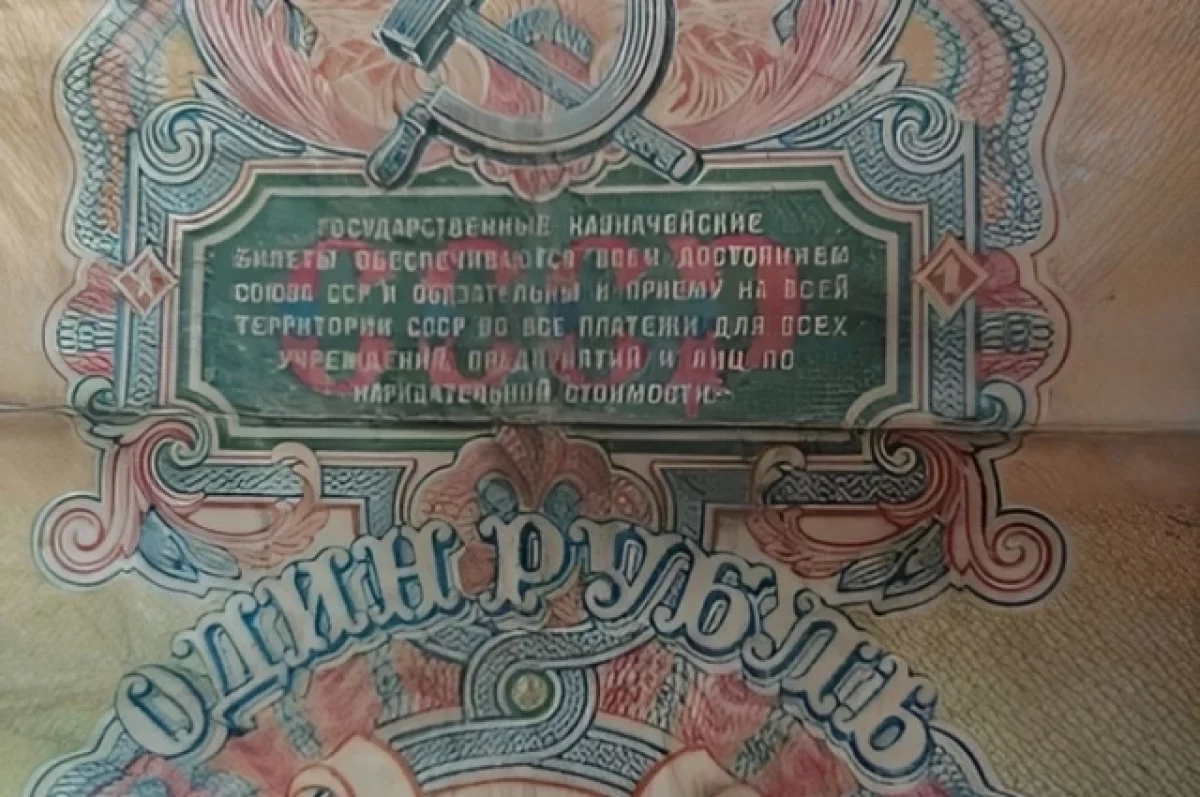 ГОСУДАРСТВЕННЫЕ КАЗНАЧЕЙСКИЕ
БИЛЕТЫ ОБЕСПЕЧИВАЮТСЯ ВСЕМ ДОСТОЯНИЕМ
СОЮЗА ССР И ОБЯЗАТЕЛЬНЫ К ПРИЕМУ НА ВСЕЙ
ТЕРРИТОРИИ СССР ВО ВСЕ ПЛАТЕЖИ ДЛЯ ВСЕХ
УЧРЕЖДЕНИЙ, ПРЕДПРИЯТИЙ И ЛИЦ ПО
НАРИЦАТЕЛЬНОЙ СТОИМОСТИ
СССР
1
ОДИН РУБЛЬ